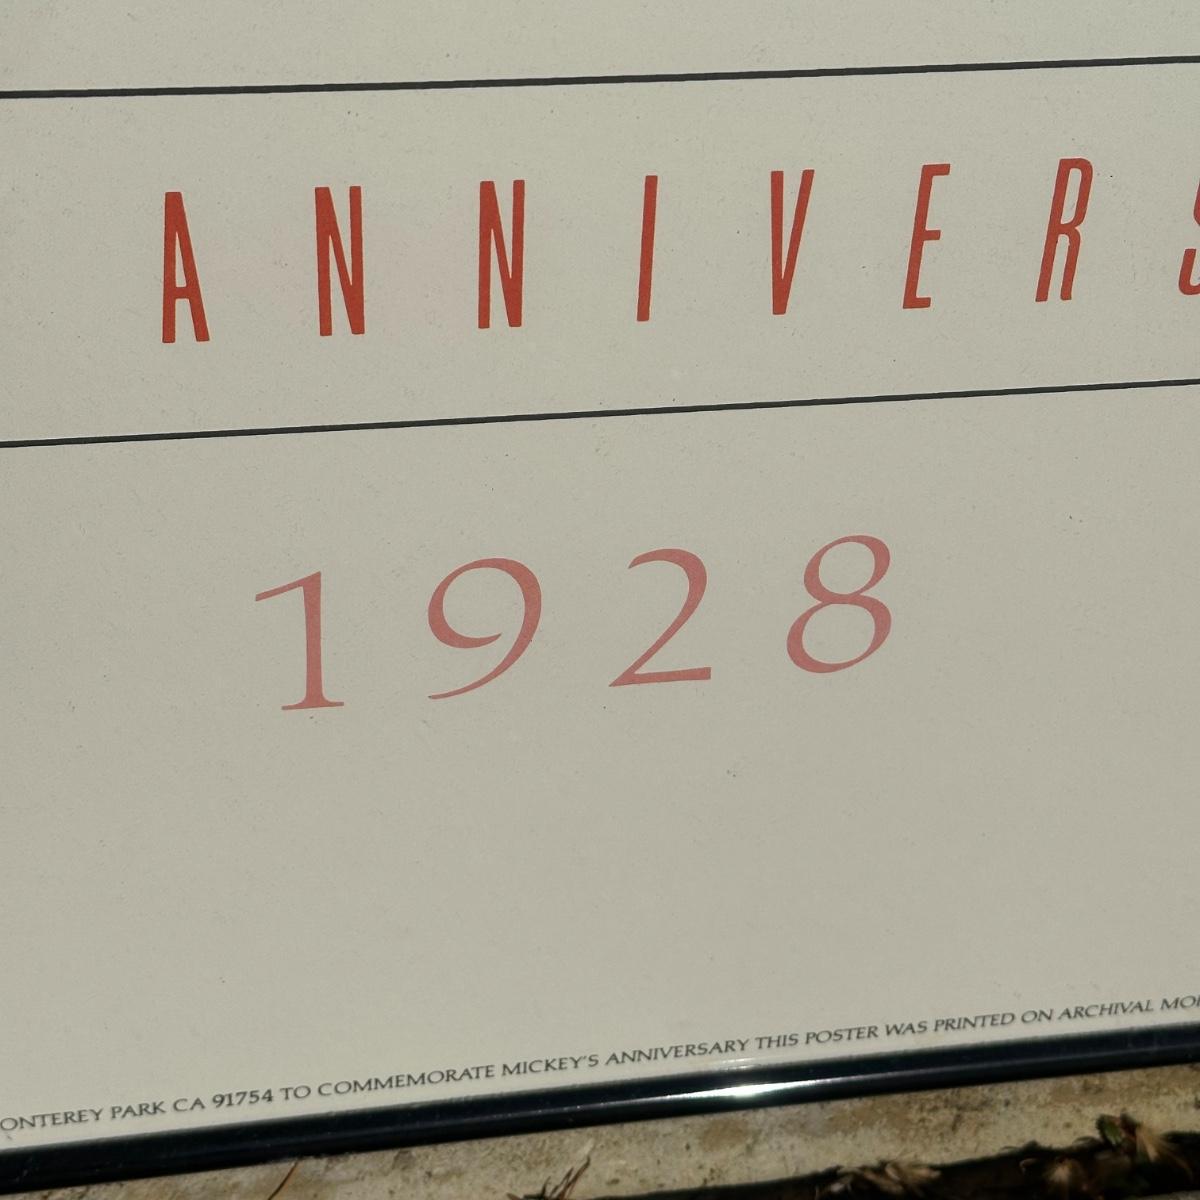 ANNIVERS
1928
ONTEREY PARK CA 91754 TO COMMEMORATE MICKEY'S ANNIVERSARY THIS POSTER WAS PRINTED ON ARCHIVAL MO